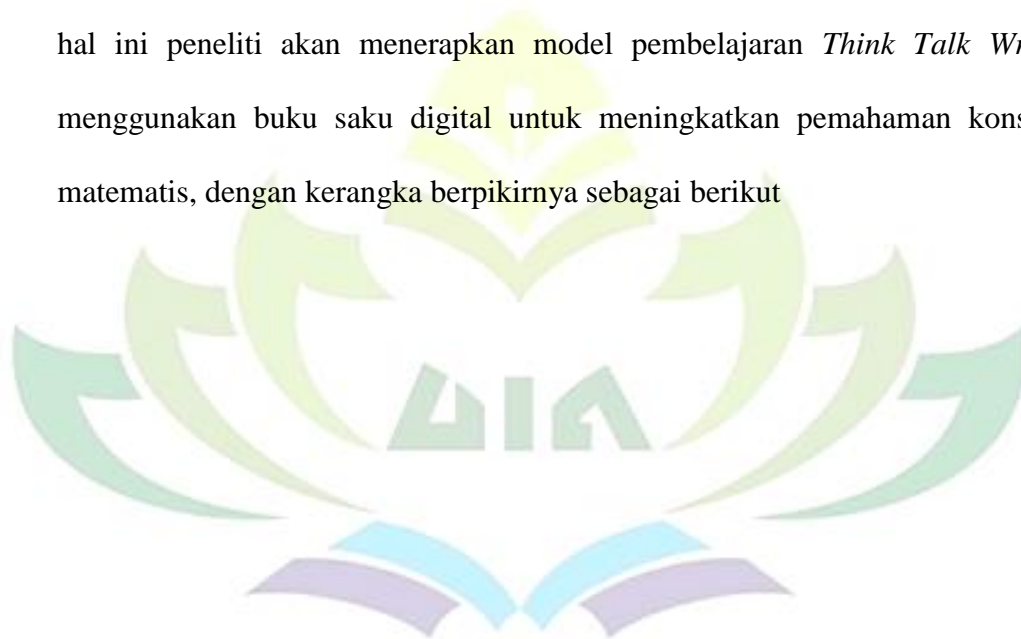 hal ini peneliti akan menerapkan model pembelajaran Think Talk
menggunakan buku saku digital untuk meningkatkan pemahaman
matematis, dengan kerangka berpikirnya sebagai berikut
UIN